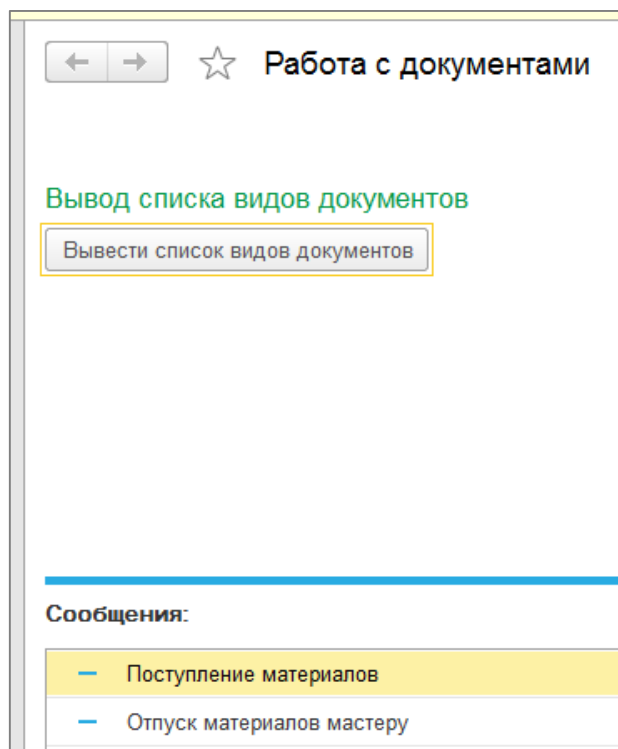 Работа с документами
Вывод списка видов документов
Вывести список видов документов
Сообщения:
Поступление материалов
Отпуск материалов мастеру